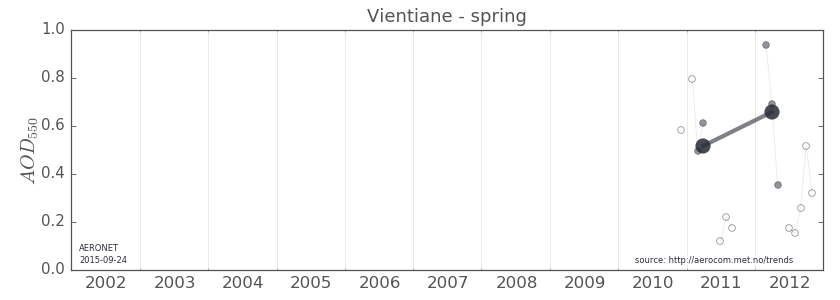 Vientiane - spring
1.0
0.8
0.6
0.4
0.2
0.0
AOD550
AERONET
2015-09-24
source: http://aerocom.met.no/trends
2002 2003 2004 2005 2006 2007 2008 2009 2010 2011 2012